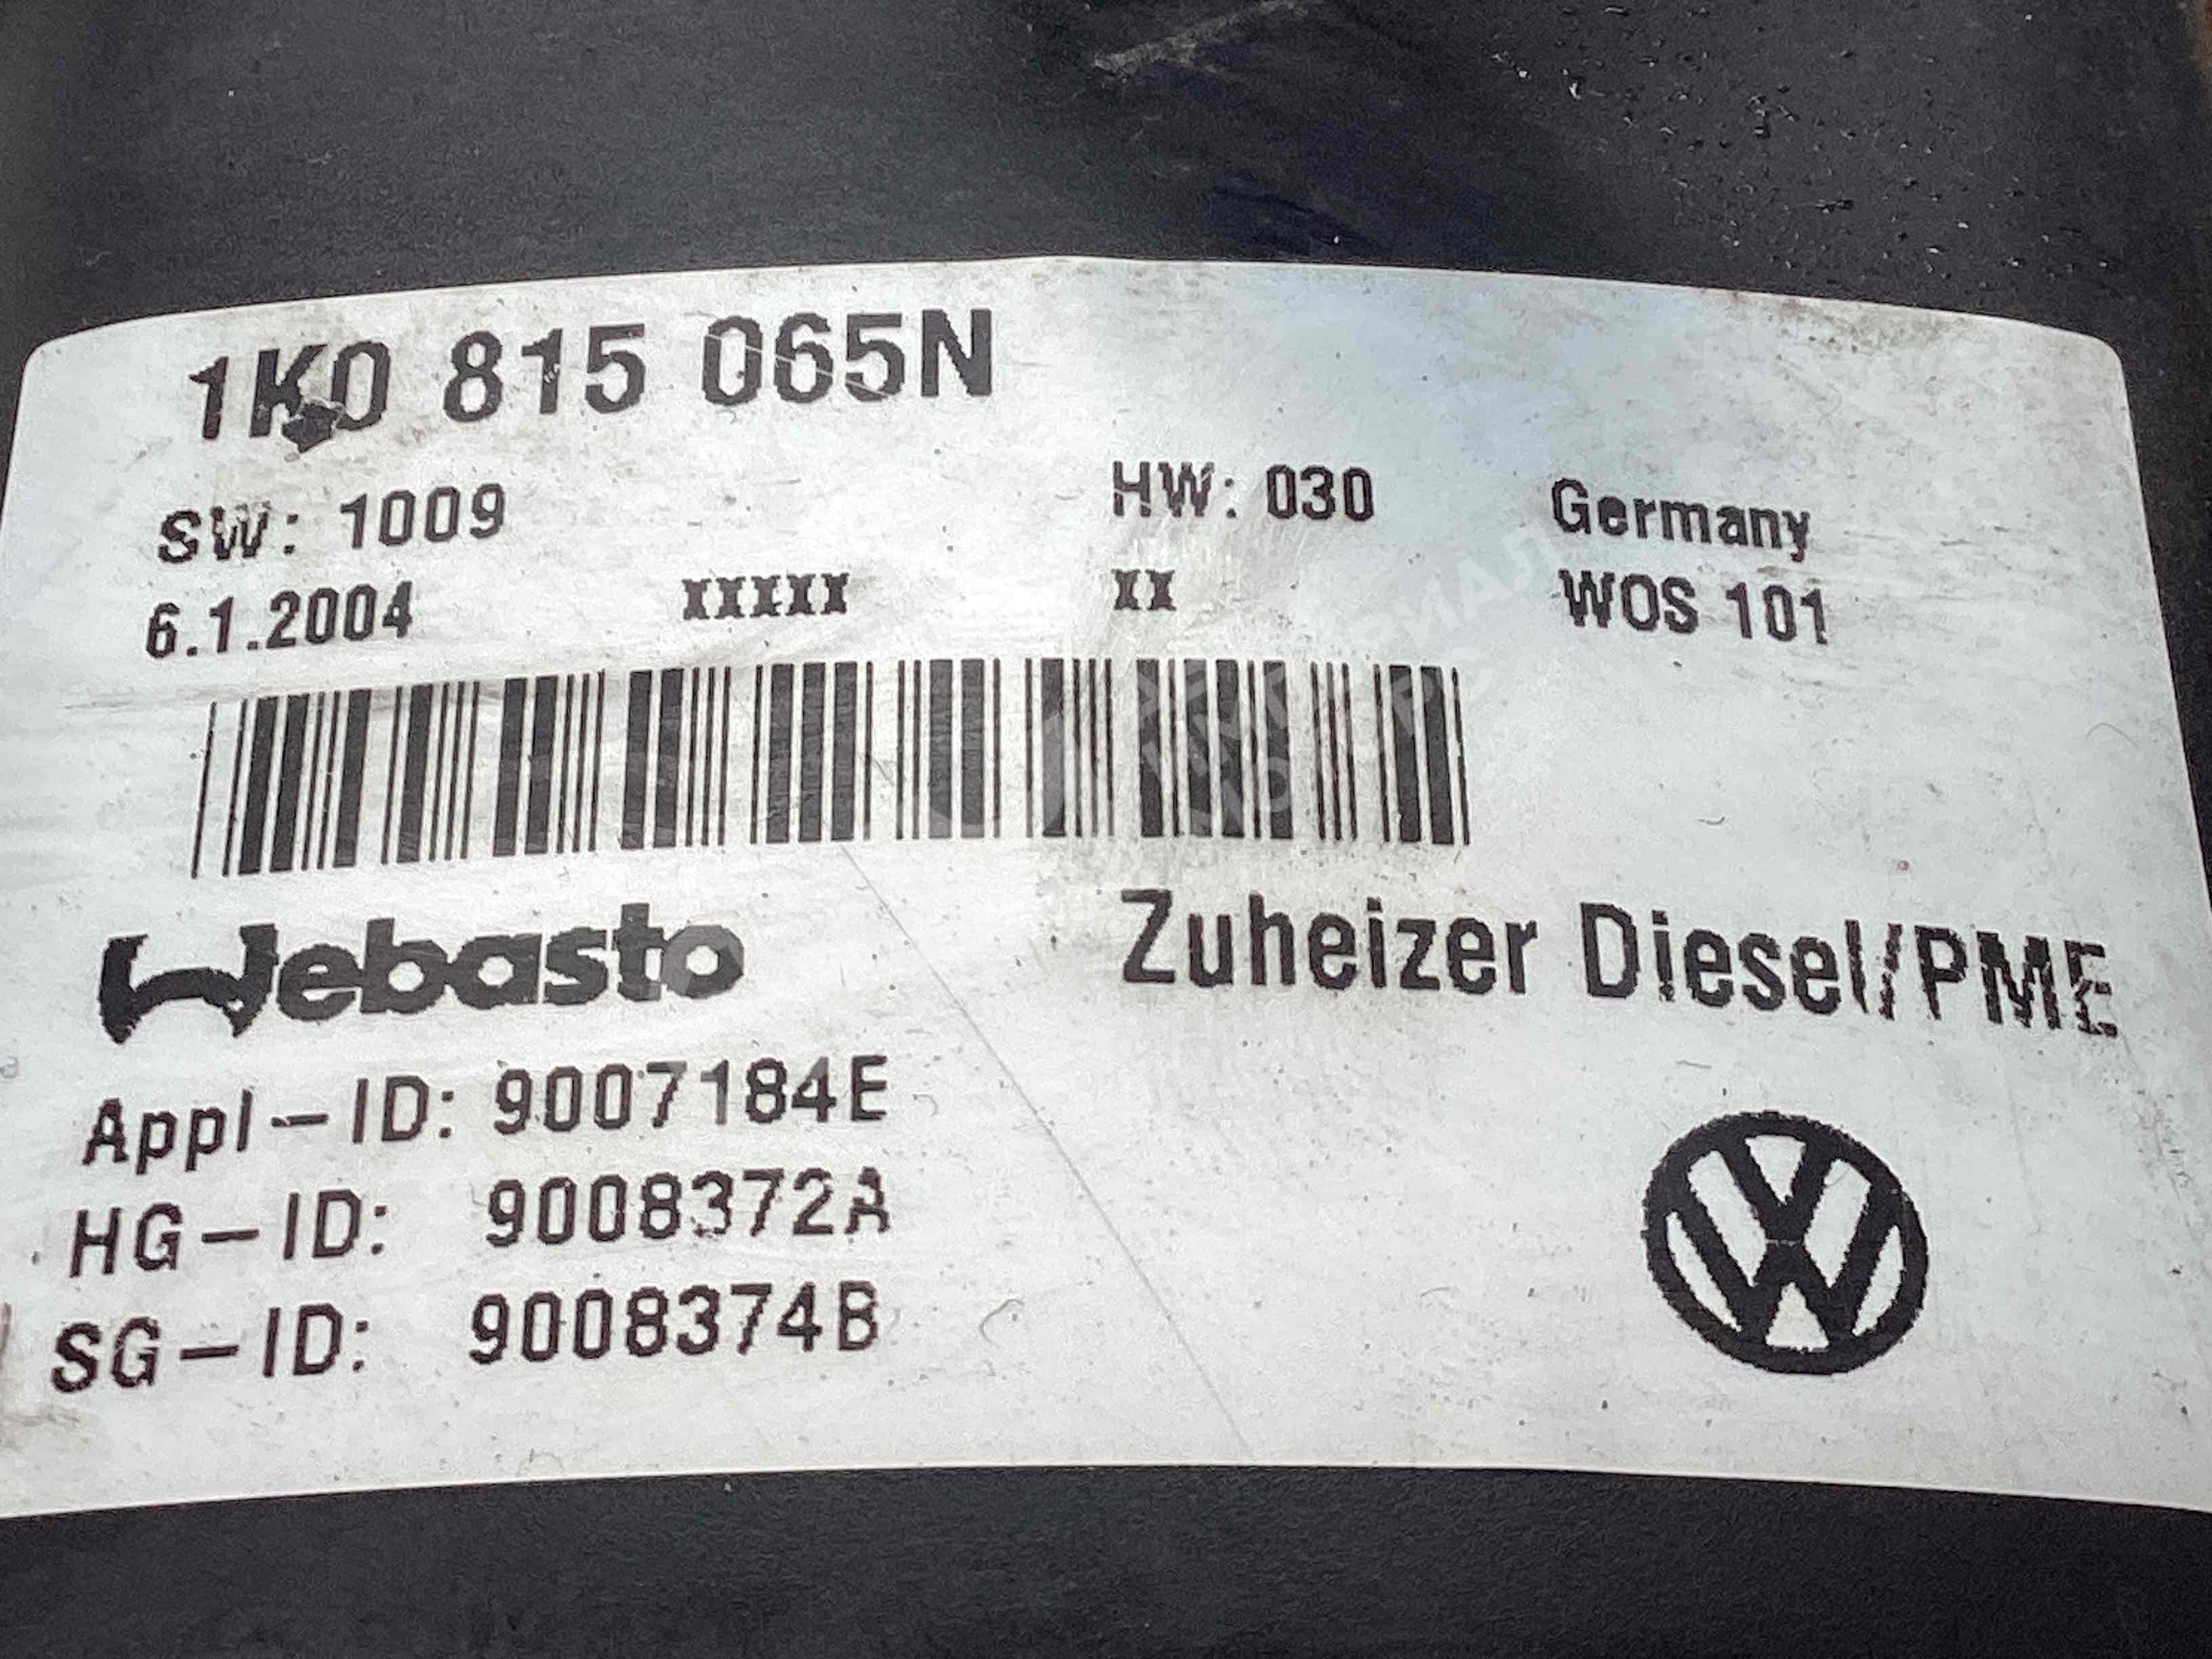 1K0 815 065N
SW: 1009 HW: 030 Germany
6.1.2004 XXXXX XX WOS 101
Webasto Zuheizer Diesel/PME
Appl-ID: 9007184E
HG-ID: 9008372A
SG-ID: 9008374B